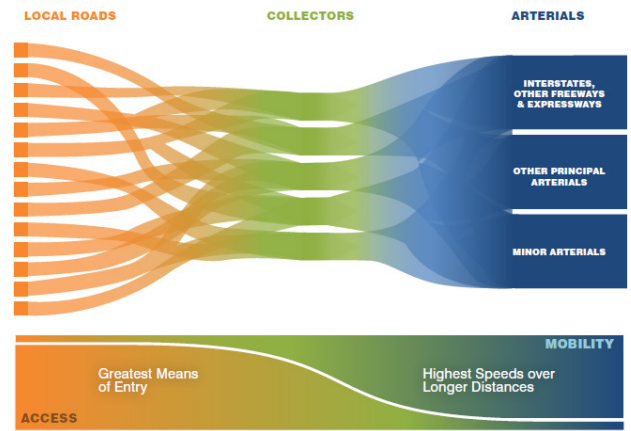 LOCAL ROADS
COLLECTORS
ARTERIALS
INTERSTATES,
OTHER FREEWAYS
& EXPRESSWAYS
OTHER PRINCIPAL
ARTERIALS
MINOR ARTERIALS
MOBILITY
Greatest Means
of Entry
Highest Speeds over
Longer Distances
ACCESS